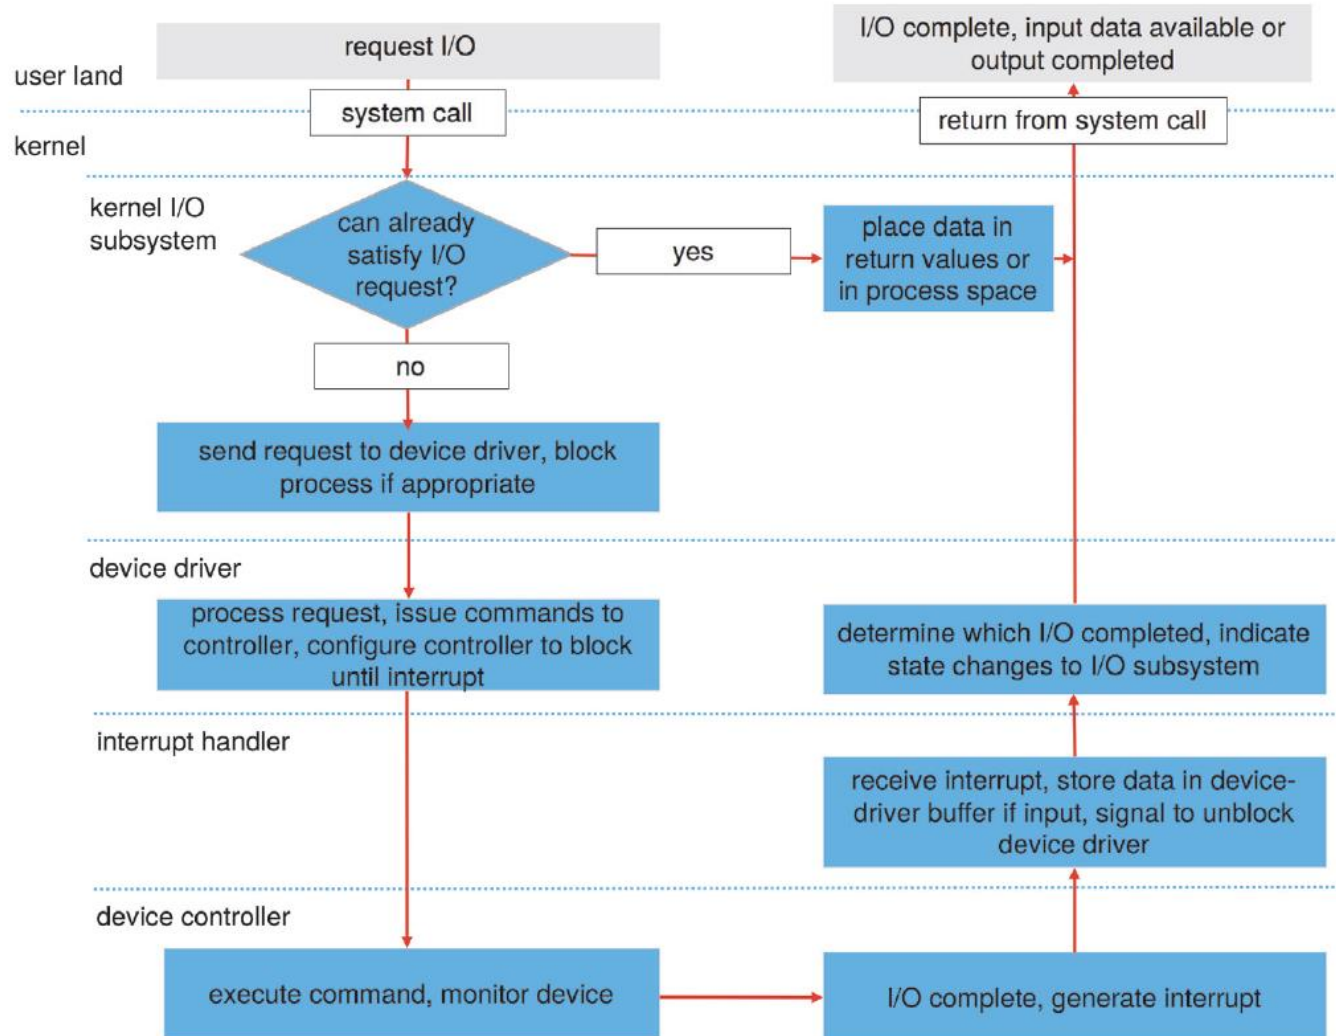 request I/O
I/O complete, input data available or
output completed
user land
system call
return from system call
kernel
kernel I/O
subsystem
can already
satisfy I/O
request?
yes
place data in
return values or
in process space
no
send request to device driver, block
process if appropriate
device driver
process request, issue commands to
controller, configure controller to block
until interrupt
determine which I/O completed, indicate
state changes to I/O subsystem
interrupt handler
receive interrupt, store data in device-
driver buffer if input, signal to unblock
device driver
device controller
execute command, monitor device
I/O complete, generate interrupt